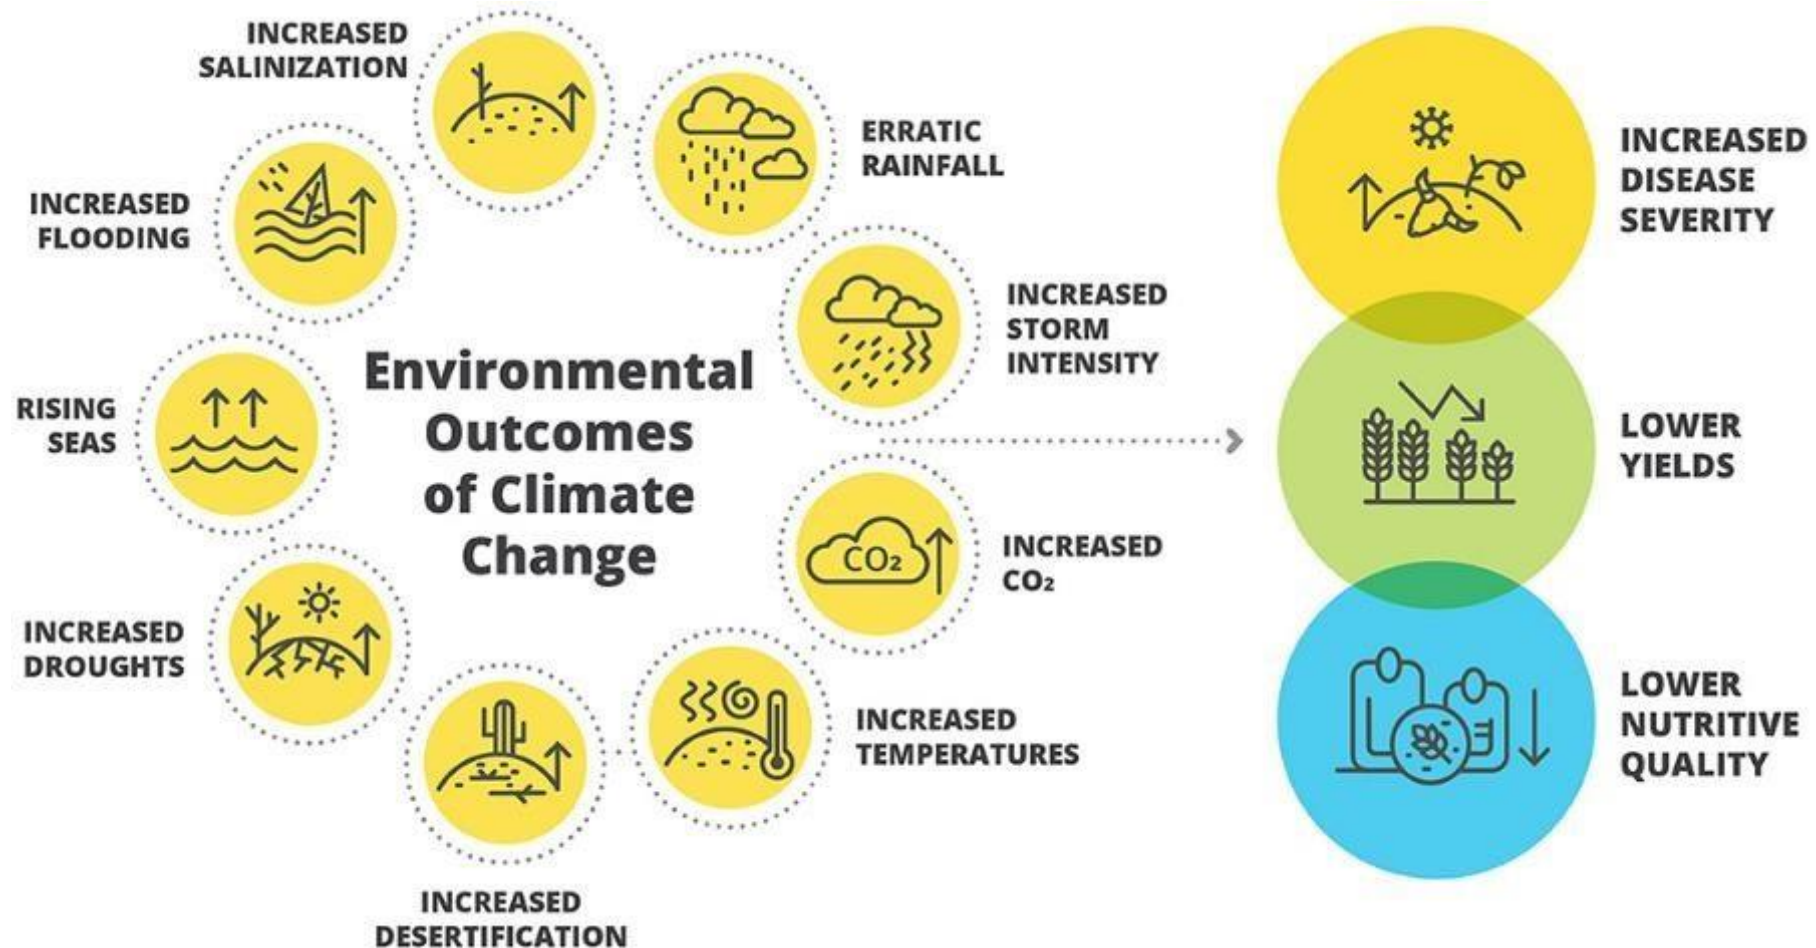 INCREASED
SALINIZATION
ERRATIC
RAINFALL
INCREASED
STORM
INTENSITY
INCREASED
CO₂
INCREASED
TEMPERATURES
INCREASED
DESERTIFICATION
INCREASED
DROUGHTS
RISING
SEAS
INCREASED
FLOODING
Environmental
Outcomes
of Climate
Change
CO₂
INCREASED
DISEASE
SEVERITY
LOWER
YIELDS
LOWER
NUTRITIVE
QUALITY